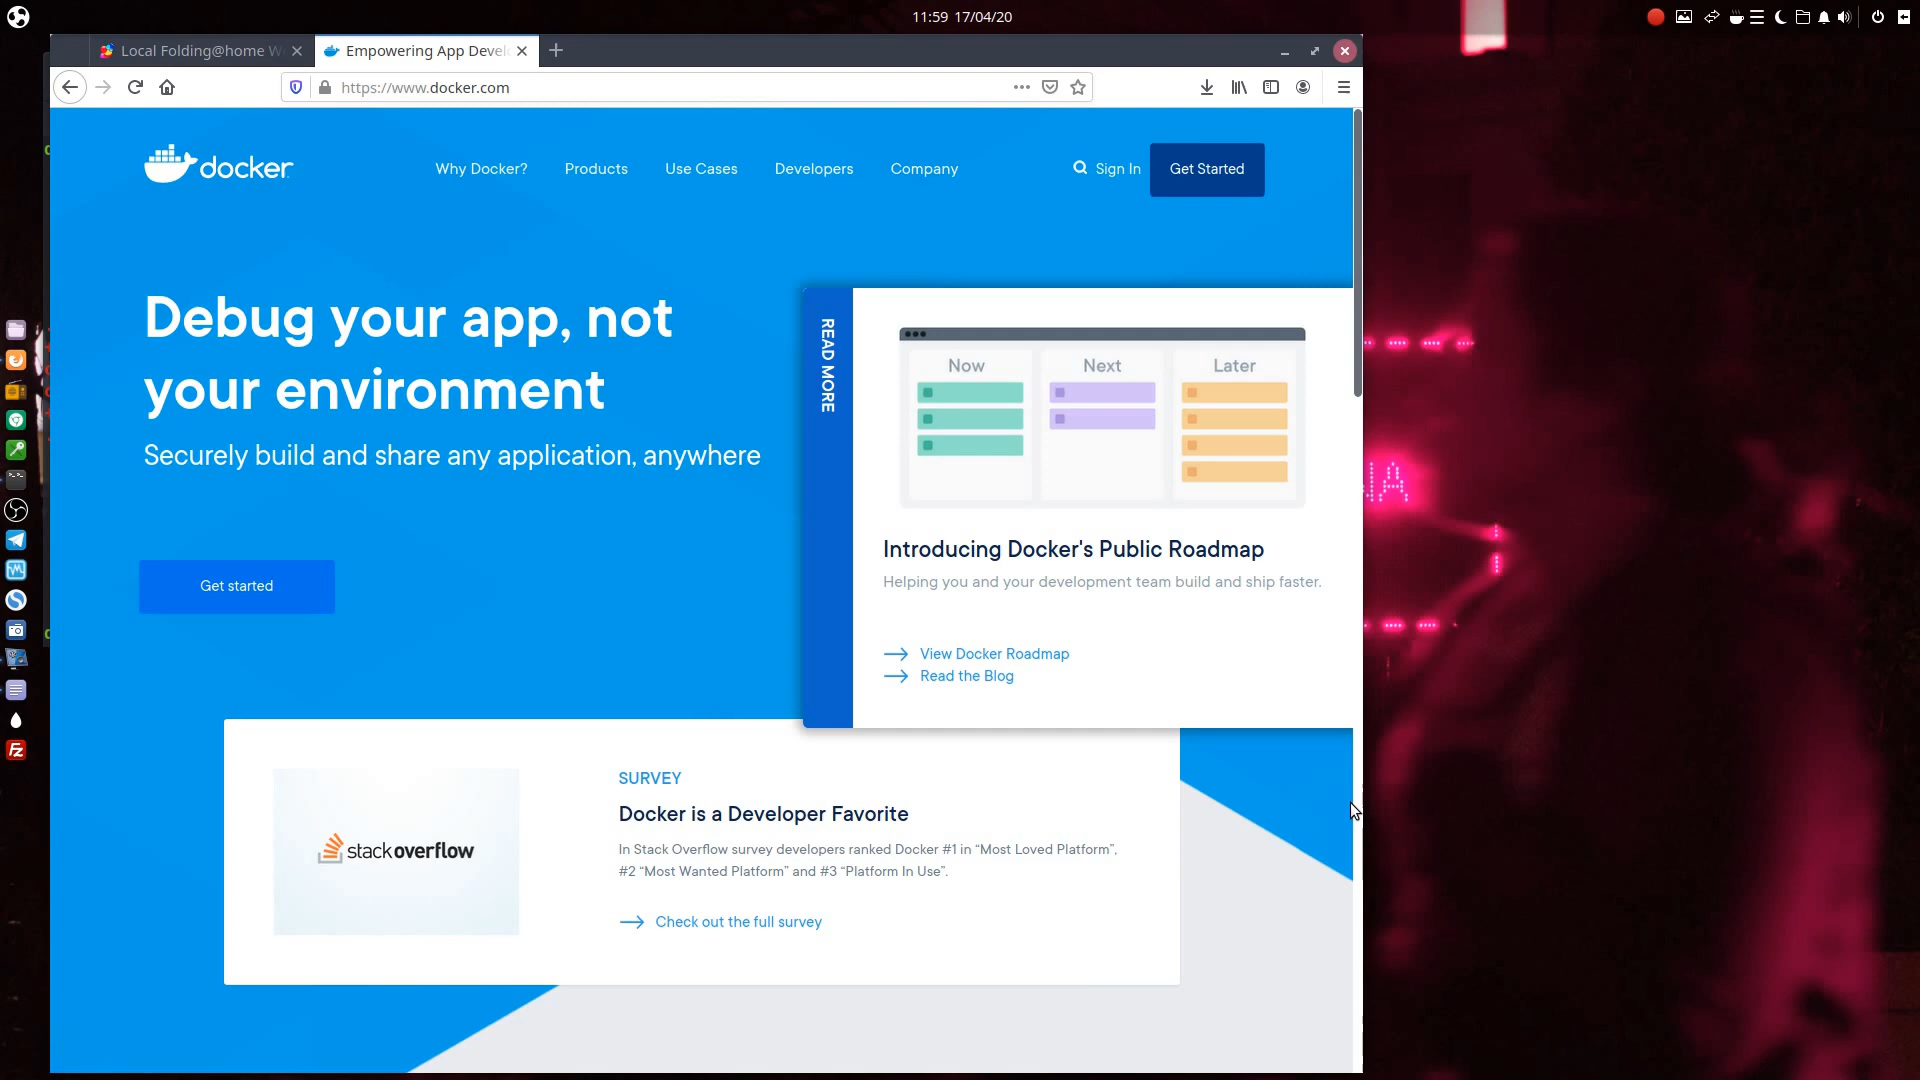 11:59 17/04/20
Local Folding@home W
Empowering App Devel
https://www.docker.com
docker
Why Docker?
Products
Use Cases
Developers
Company
Sign In
Get Started
Debug your app, not
your environment
Securely build and share any application, anywhere
Get started
READ MORE
Now
Next
Later
Introducing Docker's Public Roadmap
Helping you and your development team build and ship faster.
View Docker Roadmap
Read the Blog
stackoverflow
SURVEY
Docker is a Developer Favorite
In Stack Overflow survey developers ranked Docker #1 in “Most Loved Platform”,
#2 “Most Wanted Platform” and #3 “Platform In Use”.
Check out the full survey
Fz